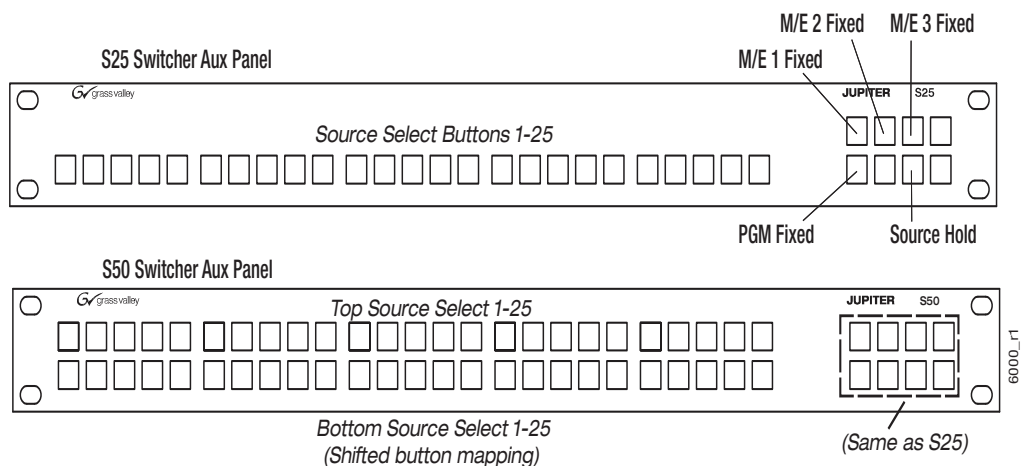 M/E 2 Fixed
M/E 3 Fixed
S25 Switcher Aux Panel
M/E 1 Fixed
grass valley
JUPITER S25
Source Select Buttons 1-25
PGM Fixed
Source Hold
S50 Switcher Aux Panel
grass valley
Top Source Select 1-25
JUPITER S50
6000_r1
Bottom Source Select 1-25
(Shifted button mapping)
(Same as S25)